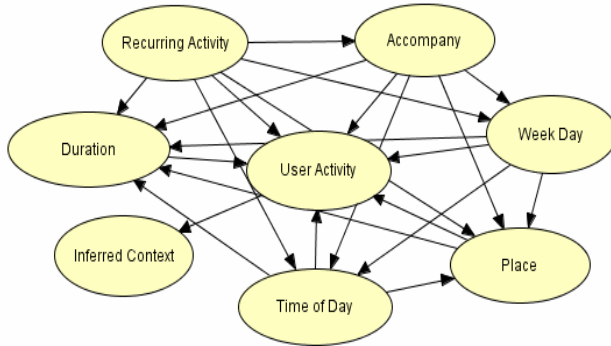 Recurring Activity
Accompany
Duration
User Activity
Week Day
Inferred Context
Time of Day
Place